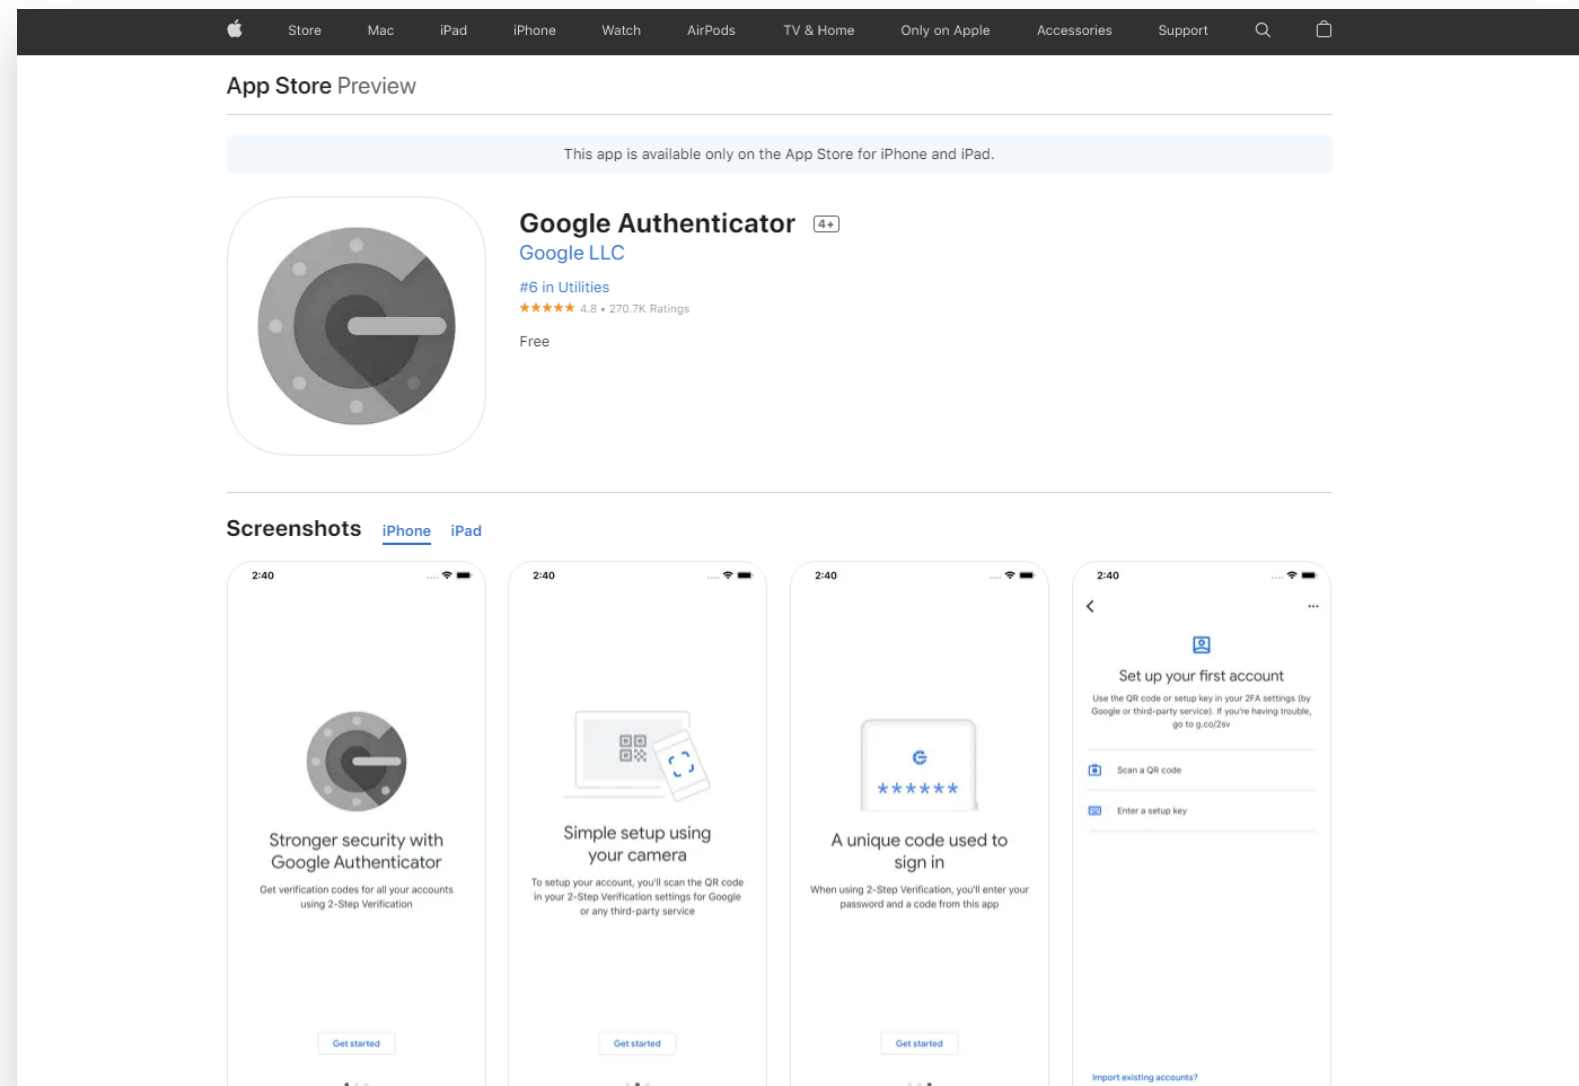 Store Mac iPad iPhone Watch AirPods TV & Home Only on Apple Accessories Support
App Store Preview
This app is available only on the App Store for iPhone and iPad.
Google Authenticator 4+
Google LLC
#6 in Utilities
★★★★★ 4.8 • 270.7K Ratings
Free
Screenshots iPhone iPad
2:40
Stronger security with
Google Authenticator
Get verification codes for all your accounts
using 2-Step Verification
Get started
2:40
Simple setup using
your camera
To setup your account, you'll scan the QR code
in your 2-Step Verification settings for Google
or any third-party service
Get started
2:40
G
******
A unique code used to
sign in
When using 2-Step Verification, you'll enter your
password and a code from this app
Get started
2:40
Set up your first account
Use the QR code or setup key in your 2FA settings (by
Google or third-party service). If you're having trouble,
go to g.co/2sv
Scan a QR code
Enter a setup key
Import existing accounts?